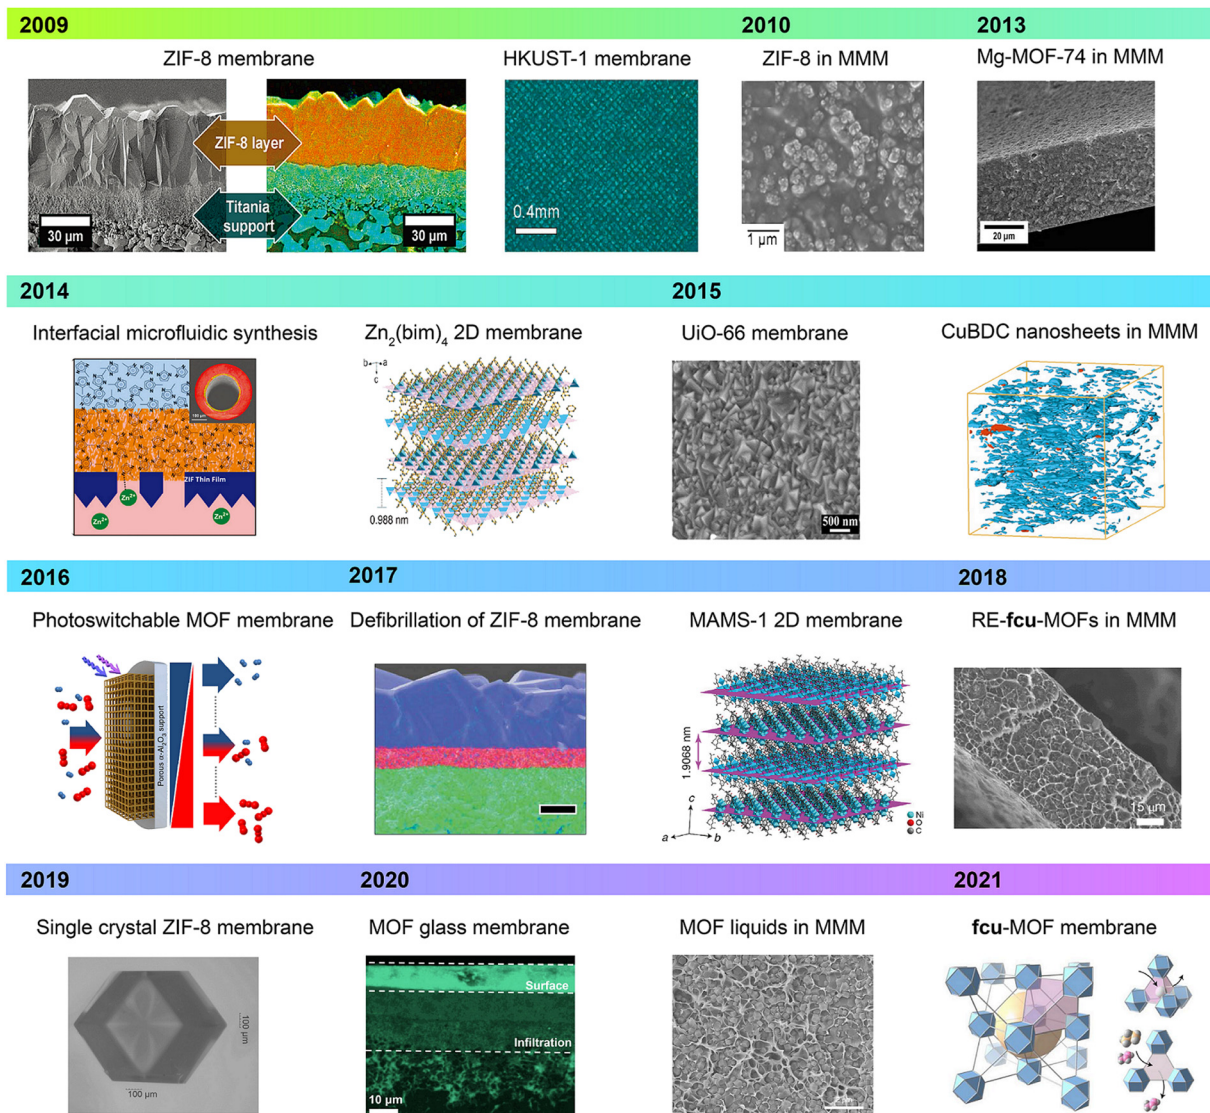 2009
2010
2013
ZIF-8 membrane
HKUST-1 membrane
ZIF-8 in MMM
Mg-MOF-74 in MMM
ZIF-8 layer
Titania
support
30 µm
30 µm
0.4mm
1 µm
20 µm
2014
2015
Interfacial microfluidic synthesis
Zn₂(bim)₄ 2D membrane
UiO-66 membrane
CuBDC nanosheets in MMM
ZIF Thin Film
Zn²⁺
Zn²⁺
Zn²⁺
b
a
c
0.988 nm
500 nm
2016
2017
2018
Photoswitchable MOF membrane
Defibrillation of ZIF-8 membrane
MAMS-1 2D membrane
RE-fcu-MOFs in MMM
Porous α-Al₂O₃ support
1.9068 nm
c
a
b
Ni
O
C
15 µm
2019
2020
2021
Single crystal ZIF-8 membrane
MOF glass membrane
MOF liquids in MMM
fcu-MOF membrane
100 µm
100 µm
Surface
Infiltration
10 µm